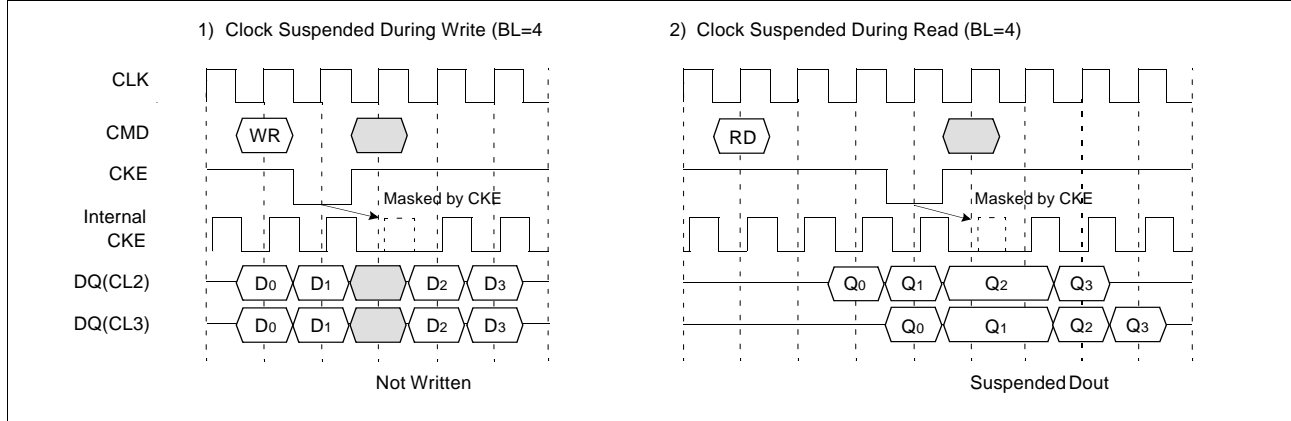 1) Clock Suspended During Write (BL=4
2) Clock Suspended During Read (BL=4)
CLK
CMD
WR
RD
CKE
Masked by CKE
Masked by CKE
Internal
CKE
DQ(CL2)
D0 D1 D2 D3
Q0 Q1 Q2 Q3
DQ(CL3)
D0 D1 D2 D3
Q0 Q1 Q2 Q3
Not Written
Suspended Dout